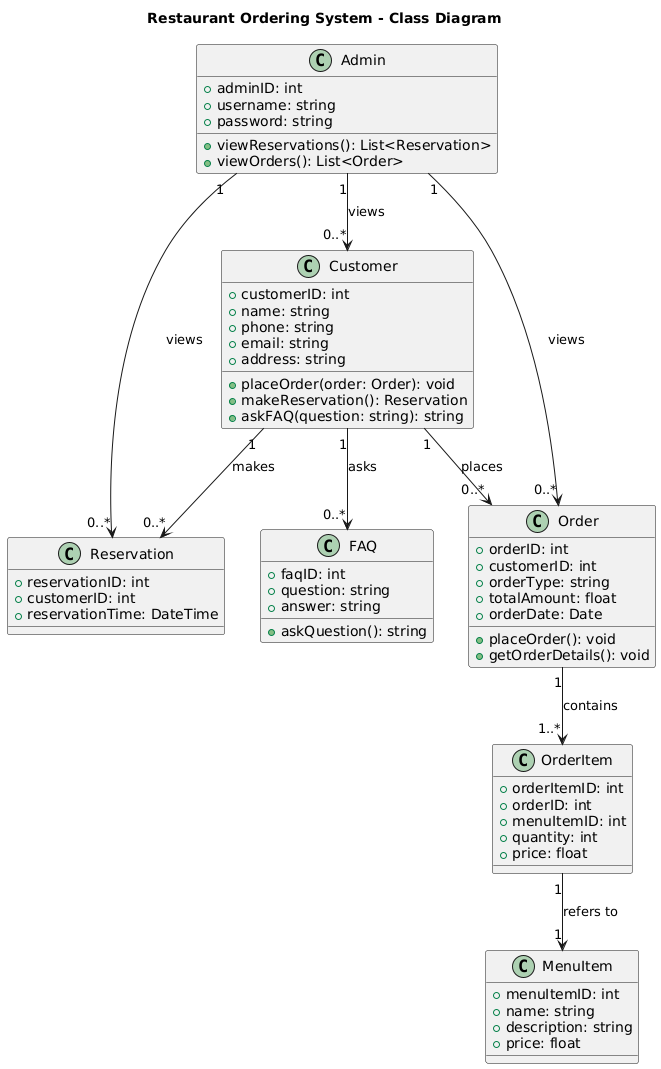 Restaurant Ordering System - Class Diagram
C Admin
adminID: int
username: string
password: string
viewReservations(): List<Reservation>
viewOrders(): List<Order>
1
1
1
views
0..*
C Customer
customerID: int
name: string
phone: string
email: string
address: string
placeOrder(order: Order): void
makeReservation(): Reservation
askFAQ(question: string): string
views
views
1
1
1
makes
asks
places
0..*
0..*
0..*
0..*
0..*
C Reservation
reservationID: int
customerID: int
reservationTime: DateTime
C FAQ
faqID: int
question: string
answer: string
askQuestion(): string
C Order
orderID: int
customerID: int
orderType: string
totalAmount: float
orderDate: Date
placeOrder(): void
getOrderDetails(): void
1
contains
1..*
C OrderItem
orderItemID: int
orderID: int
menuItemID: int
quantity: int
price: float
1
refers to
1
C MenuItem
menuItemID: int
name: string
description: string
price: float